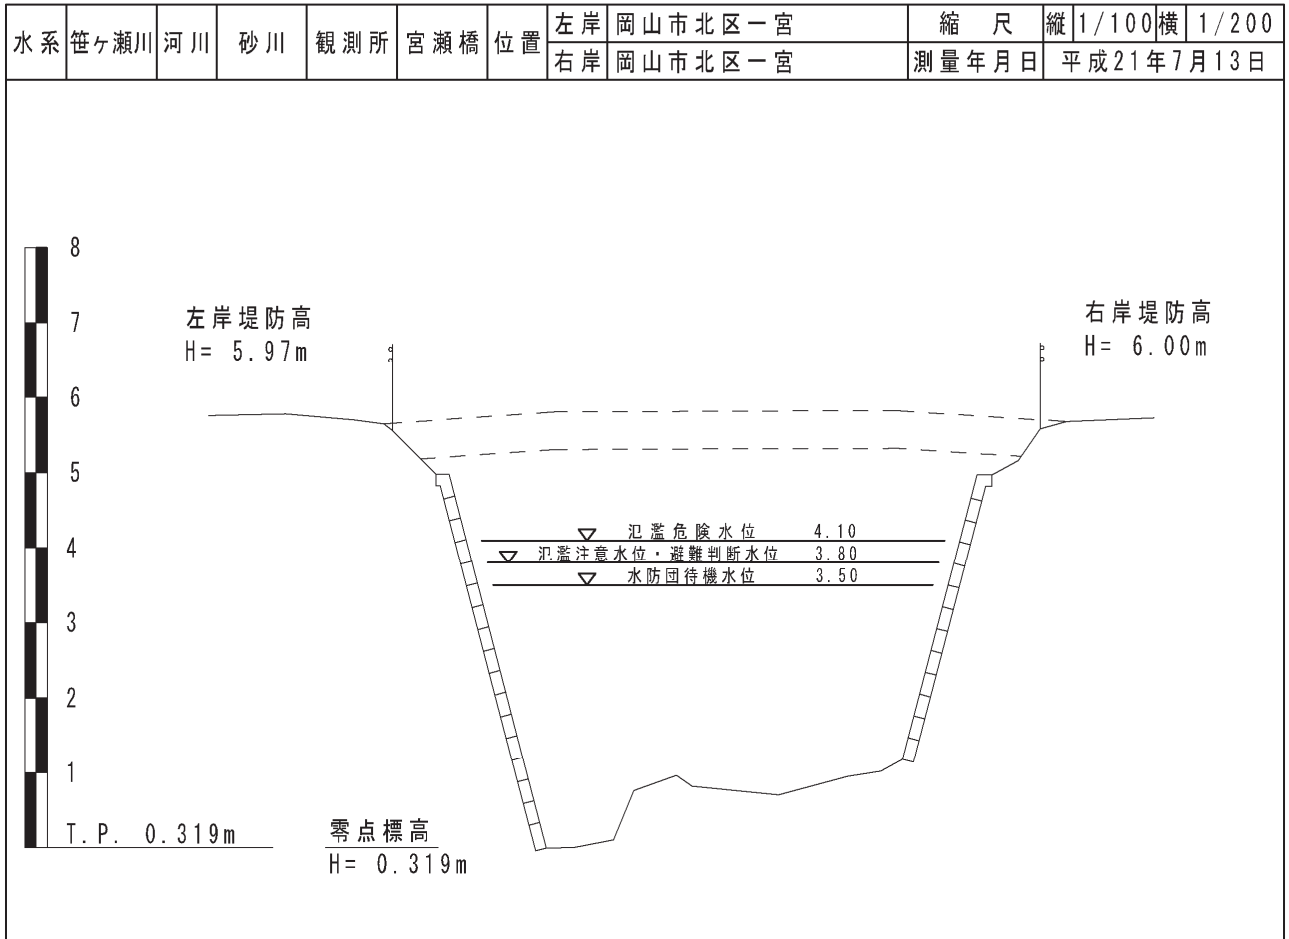 水系 笹ヶ瀬川 河川 砂川 観測所 宮瀬橋 位置 左岸 岡山市北区一宮 縮尺 縦 1/100 横 1/200
右岸 岡山市北区一宮 測量年月日 平成21年7月13日
8
左岸堤防高
H= 5.97m
右岸堤防高
H= 6.00m
7
6
5
氾濫危険水位 4.10
4
氾濫注意水位・避難判断水位 3.80
水防団待機水位 3.50
3
2
1
T.P. 0.319m
零点標高
H= 0.319m